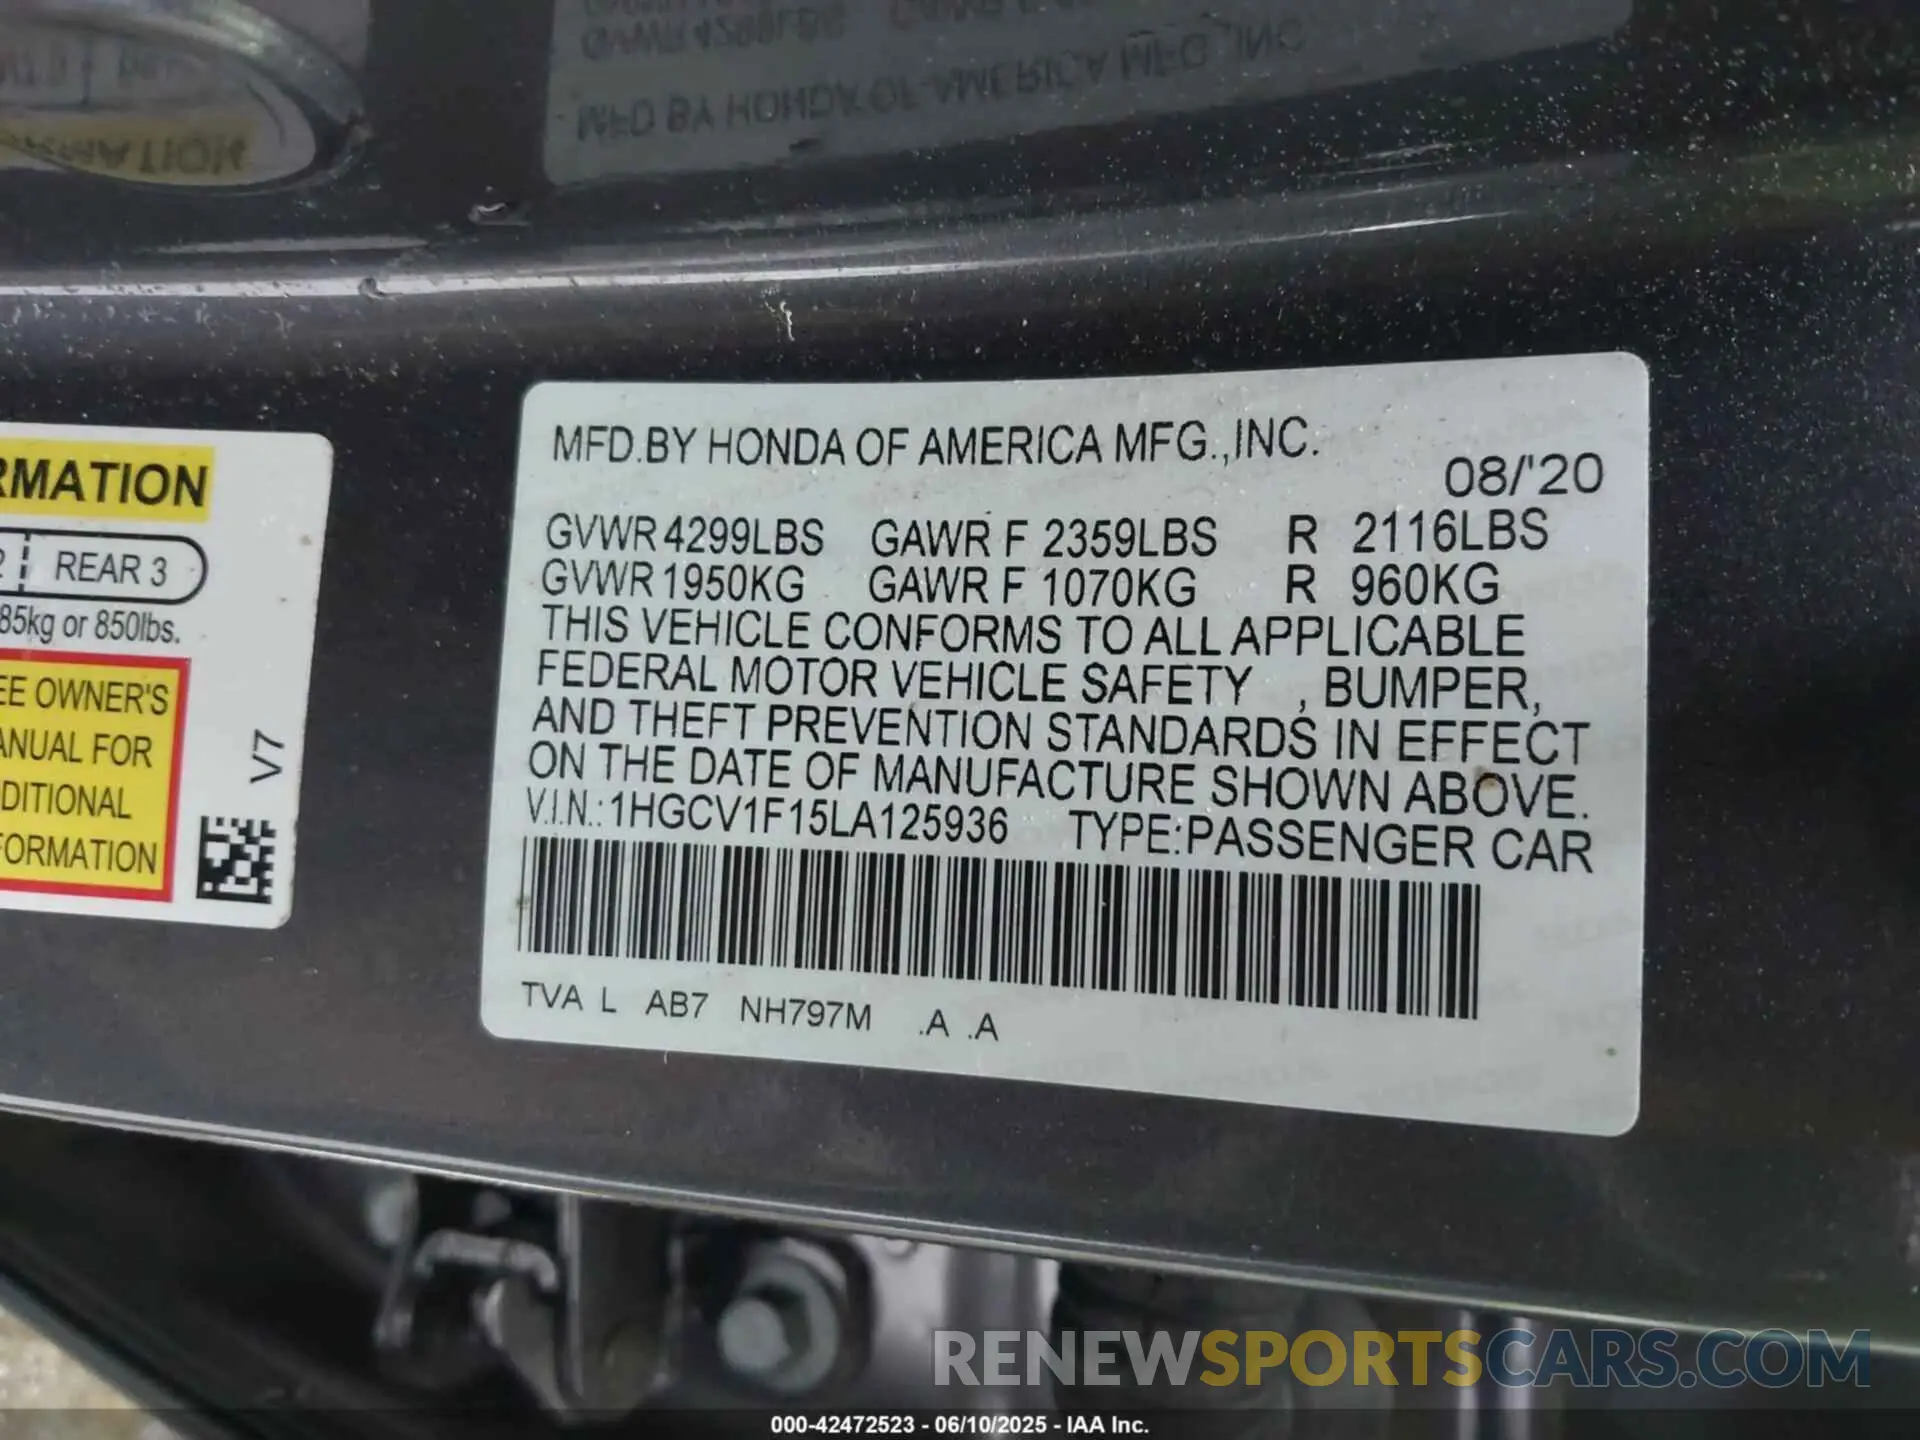 MFD BY HONDA OF AMERICA MFG., INC
GVWR 4299LBS
RMATION
RMATION
2 REAR 3
85kg or 850lbs.
EE OWNER'S
ANUAL FOR
DITIONAL
FORMATION
V7
MFD.BY HONDA OF AMERICA MFG.,INC.
08/'20
GVWR 4299LBS GAWR F 2359LBS R 2116LBS
GVWR 1950KG GAWR F 1070KG R 960KG
THIS VEHICLE CONFORMS TO ALL APPLICABLE
FEDERAL MOTOR VEHICLE SAFETY , BUMPER,
AND THEFT PREVENTION STANDARDS IN EFFECT
ON THE DATE OF MANUFACTURE SHOWN ABOVE.
V.I.N.: 1HGCV1F15LA125936 TYPE:PASSENGER CAR
TVA L AB7 NH797M .A .A
RENEWSPORTSCARS.COM
000-42472523 - 06/10/2025 - IAA Inc.